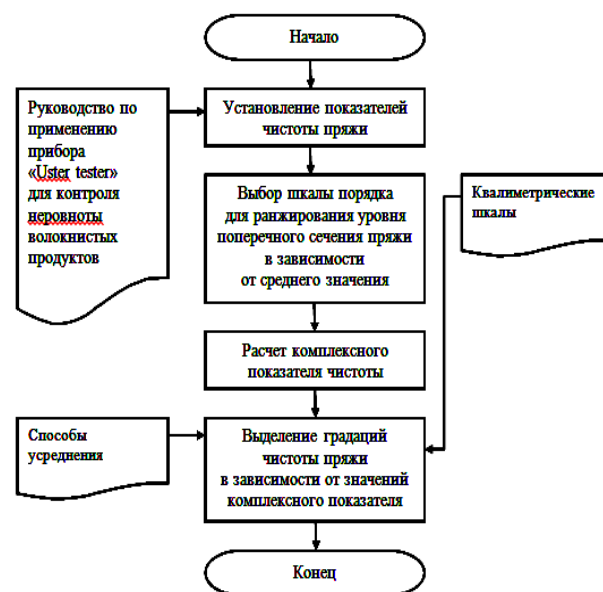 Начало
Руководство по
применению
прибора
«Uster tester»
для контроля
неровноты
волокнистых
продуктов
Установление показателей
чистоты пряжи
Выбор шкалы порядка
для ранжирования уровня
поперечного сечения пряжи
в зависимости
от среднего значения
Квалиметрические
шкалы
Расчет комплексного
показателя чистоты
Способы
усреднения
Выделение градаций
чистоты пряжи
в зависимости от значений
комплексного показателя
Конец